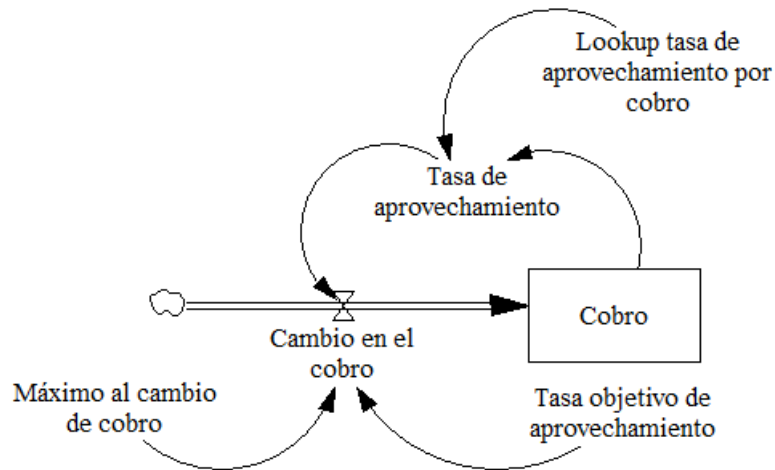 Lookup tasa de
aprovechamiento por
cobro
Tasa de
aprovechamiento
Cobro
Cambio en el
cobro
Máximo al cambio
de cobro
Tasa objetivo de
aprovechamiento